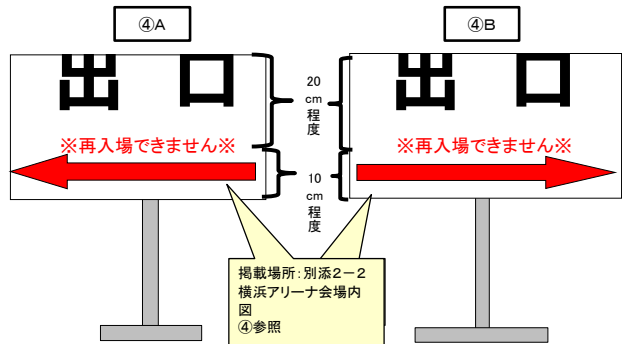 ④A
④B
出 口
出 口
20
cm
程
度
※再入場できません※
※再入場できません※
10
cm
程
度
掲載場所：別添２－２
横浜アリーナ会場内
図
④参照